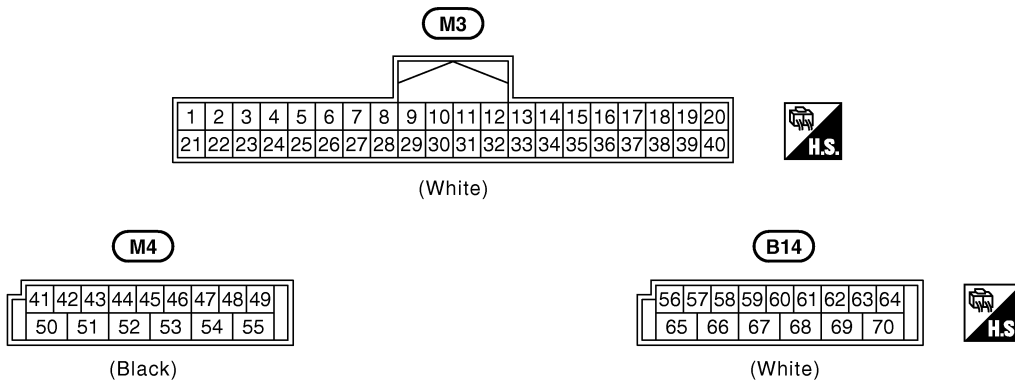 M3
1 2 3 4 5 6 7 8 9 10 11 12 13 14 15 16 17 18 19 20
21 22 23 24 25 26 27 28 29 30 31 32 33 34 35 36 37 38 39 40
H.S.
(White)
M4
41 42 43 44 45 46 47 48 49
50 51 52 53 54 55
(Black)
B14
56 57 58 59 60 61 62 63 64
65 66 67 68 69 70
H.S
(White)